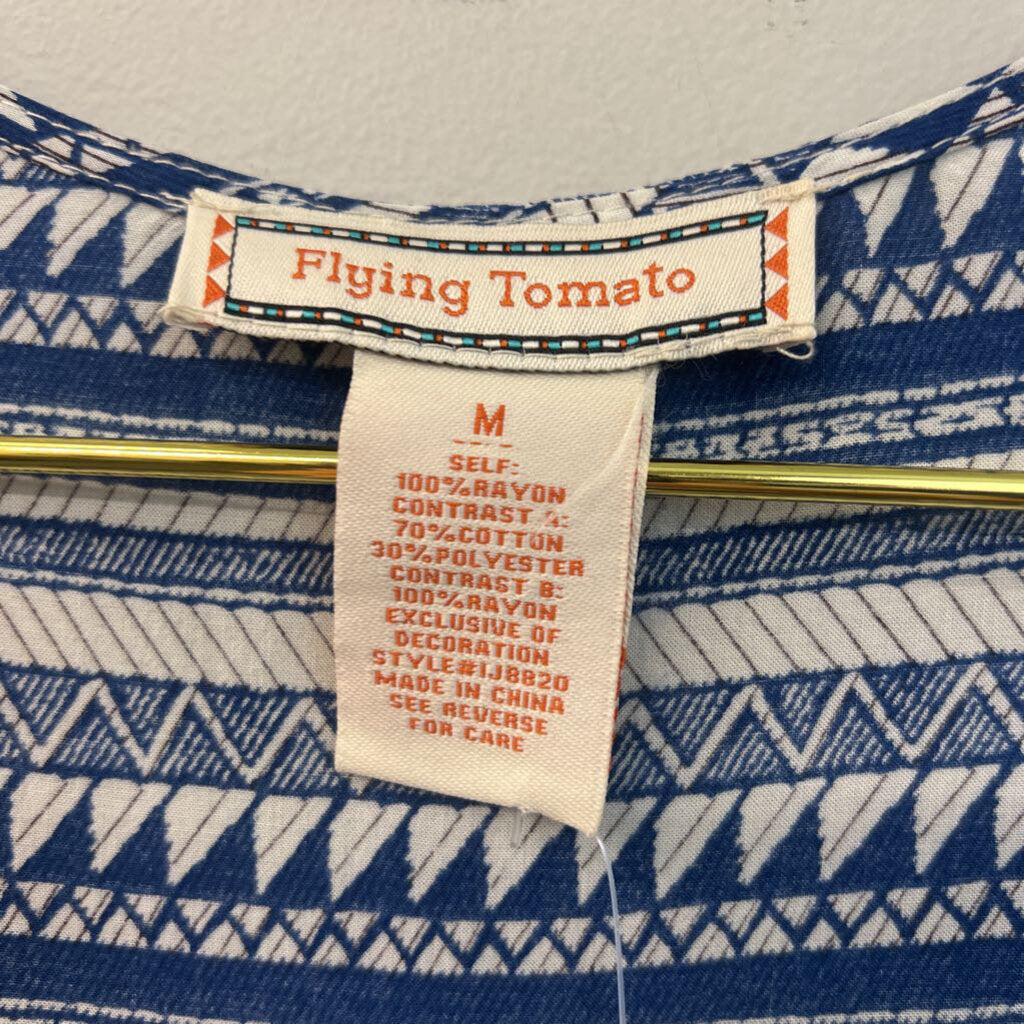 Flying Tomato
M
SELF:
100%RAYON
CONTRAST A:
70%COTTON
30%POLYESTER
CONTRAST B:
100%RAYON
EXCLUSIVE OF
DECORATION
STYLE#IJ8820
MADE IN CHINA
SEE REVERSE
FOR CARE